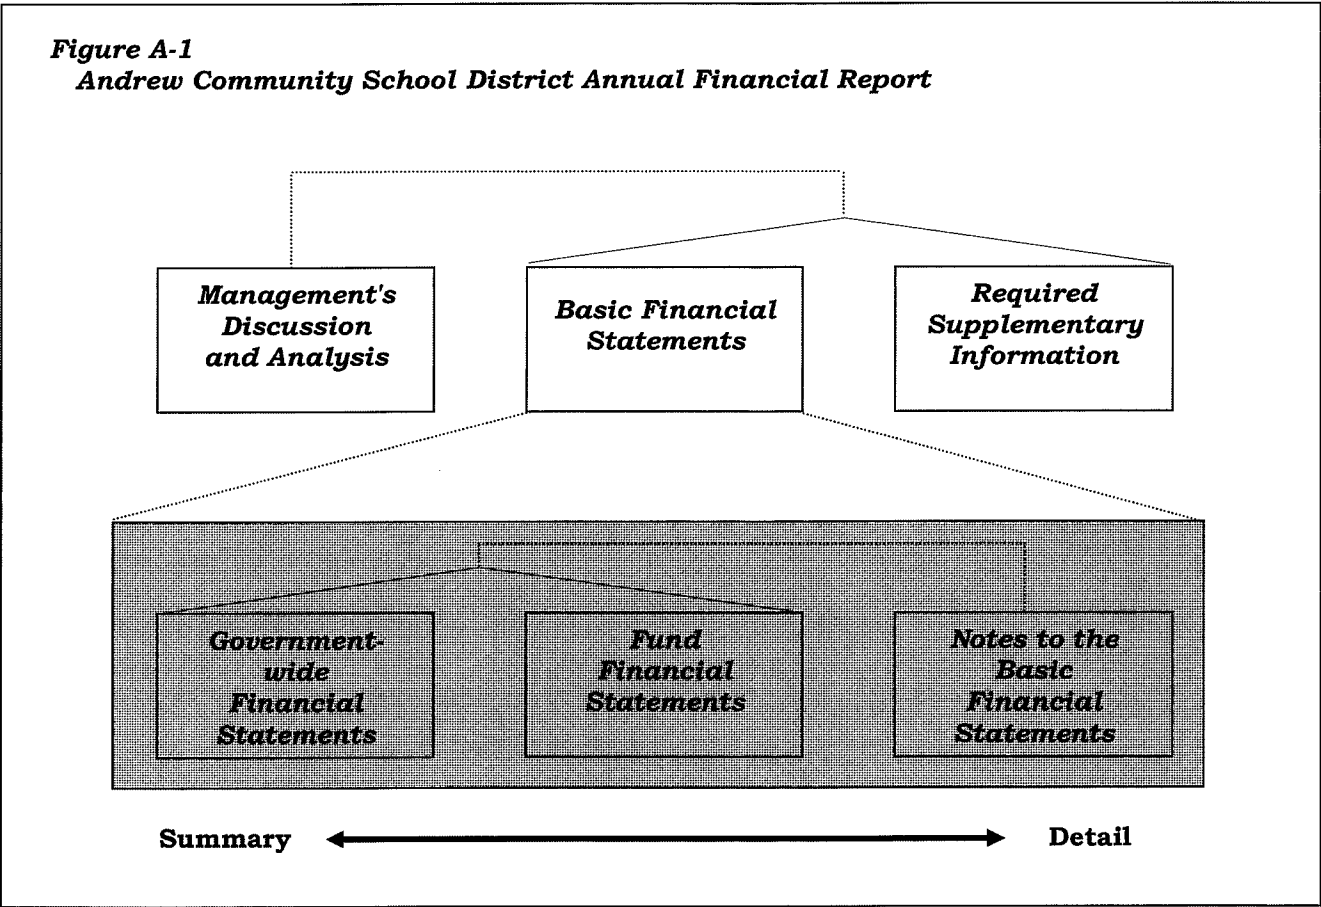 Figure A-1
Andrew Community School District Annual Financial Report
Management's
Discussion
and Analysis
Basic Financial
Statements
Required
Supplementary
Information
Government-
wide
Financial
Statements
Fund
Financial
Statements
Notes to the
Basic
Financial
Statements
Summary
Detail